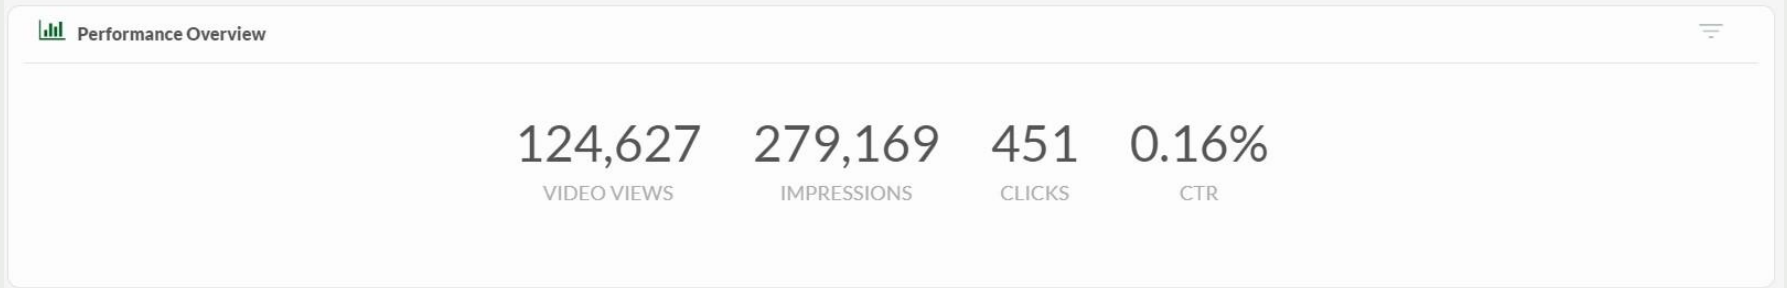 Performance Overview
124,627 279,169 451 0.16%
VIDEO VIEWS IMPRESSIONS CLICKS CTR